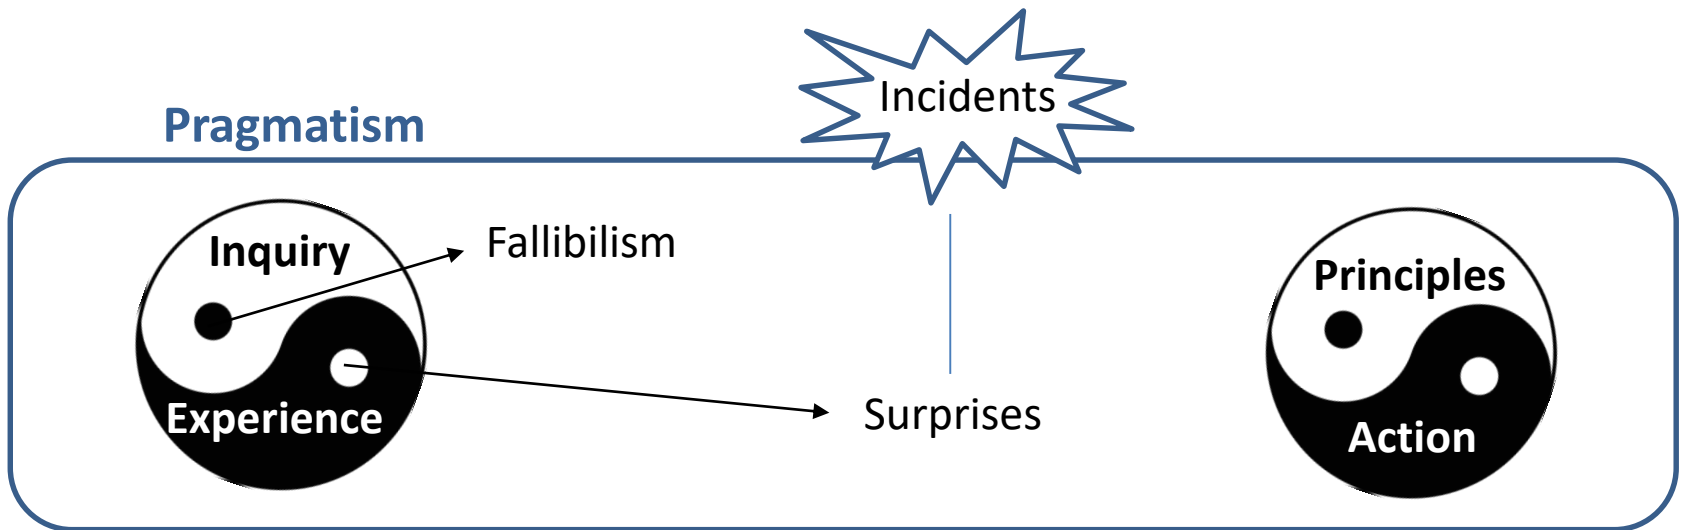 Incidents
Pragmatism
Inquiry
Fallibilism
Principles
Experience
Surprises
Action